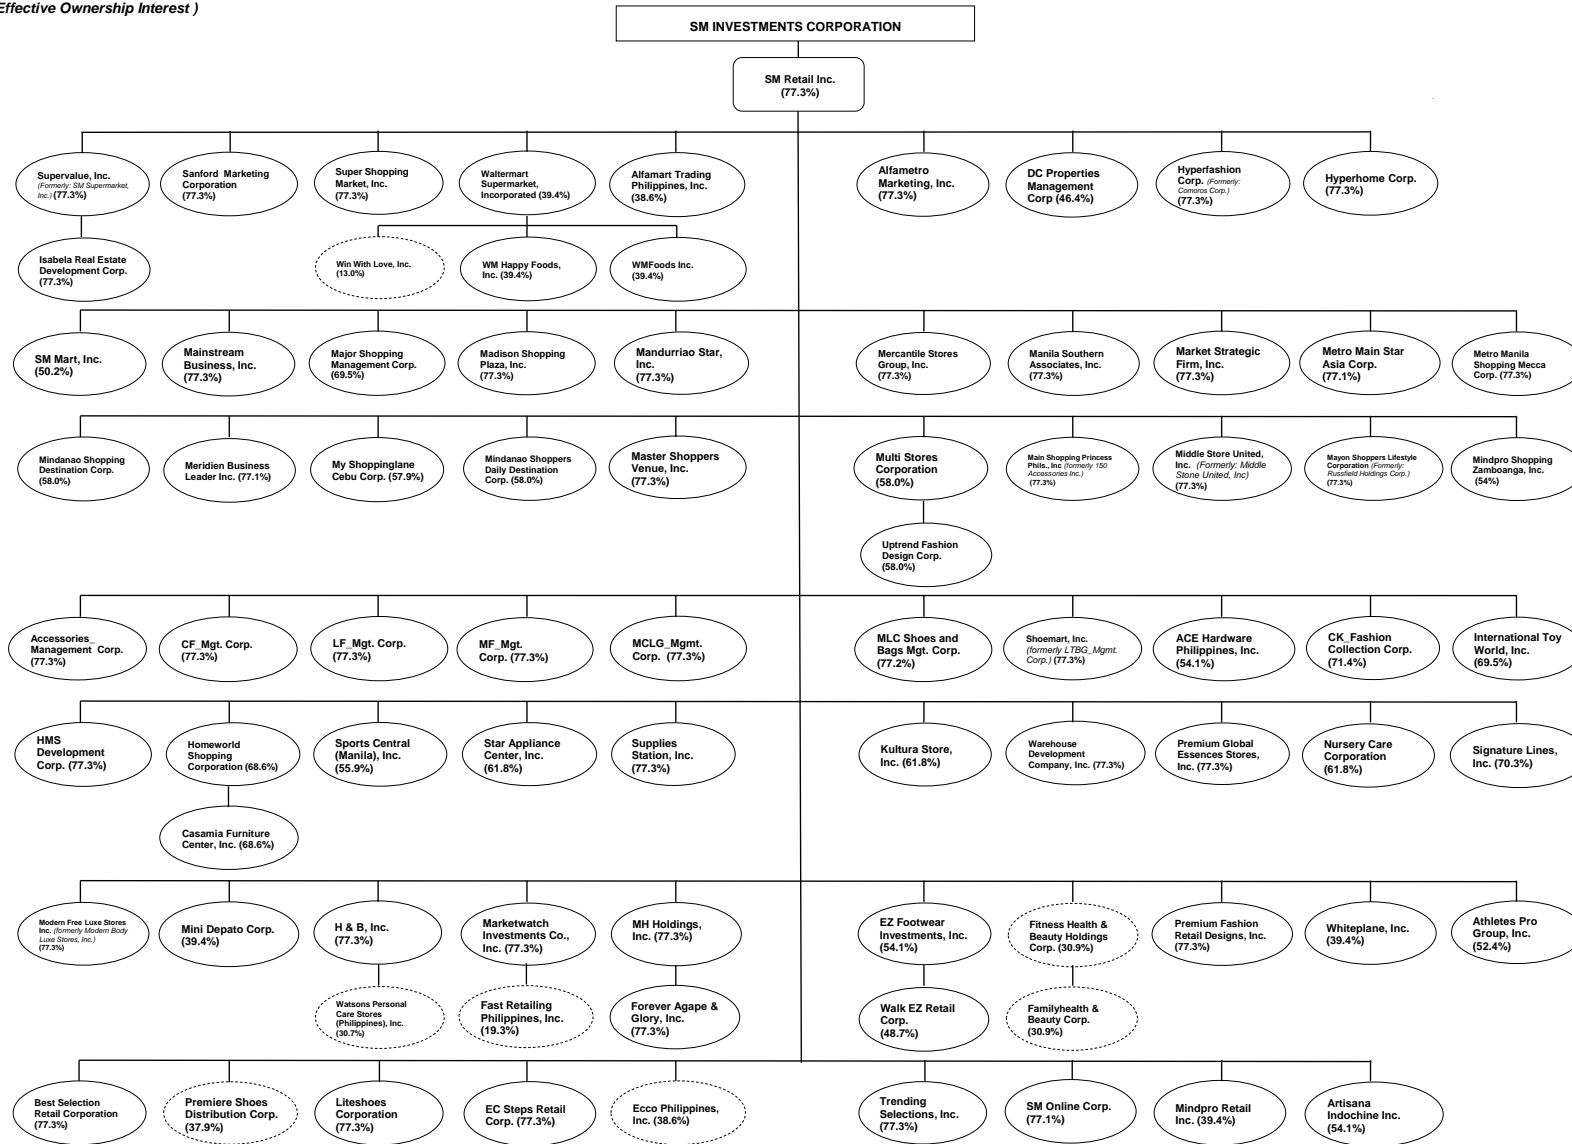 Effective Ownership Interest )
SM INVESTMENTS CORPORATION
SM Retail Inc.
(77.3%)
Supervalue, Inc.
(Formerly: SM Supermarket,
Inc.) (77.3%)
Sanford Marketing
Corporation
(77.3%)
Super Shopping
Market, Inc.
(77.3%)
Waltermart
Supermarket,
Incorporated (39.4%)
Alfamart Trading
Philippines, Inc.
(38.6%)
Alfametro
Marketing, Inc.
(77.3%)
DC Properties
Management
Corp (46.4%)
Hyperfashion
Corp. (Formerly:
Comoros Corp.)
(77.3%)
Hyperhome Corp.
(77.3%)
Isabela Real Estate
Development Corp.
(77.3%)
Win With Love, Inc.
(13.0%)
WM Happy Foods,
Inc. (39.4%)
WMFoods Inc.
(39.4%)
SM Mart, Inc.
(50.2%)
Mainstream
Business, Inc.
(77.3%)
Major Shopping
Management Corp.
(69.5%)
Madison Shopping
Plaza, Inc.
(77.3%)
Mandurriao Star,
Inc.
(77.3%)
Mercantile Stores
Group, Inc.
(77.3%)
Manila Southern
Associates, Inc.
(77.3%)
Market Strategic
Firm, Inc.
(77.3%)
Metro Main Star
Asia Corp.
(77.1%)
Metro Manila
Shopping Mecca
Corp. (77.3%)
Mindanao Shopping
Destination Corp.
(58.0%)
Meridien Business
Leader Inc. (77.1%)
My Shoppinglane
Cebu Corp. (57.9%)
Mindanao Shoppers
Daily Destination
Corp. (58.0%)
Master Shoppers
Venue, Inc.
(77.3%)
Multi Stores
Corporation
(58.0%)
Main Shopping Princess
Phils., Inc (formerly 150
Accessories Inc.)
(77.3%)
Middle Store United,
Inc. (Formerly: Middle
Stone United, Inc)
(77.3%)
Mayon Shoppers Lifestyle
Corporation (Formerly:
Russfield Holdings Corp.)
(77.3%)
Mindpro Shopping
Zamboanga, Inc.
(54%)
Uptrend Fashion
Design Corp.
(58.0%)
Accessories_
Management Corp.
(77.3%)
CF_Mgt. Corp.
(77.3%)
LF_Mgt. Corp.
(77.3%)
MF_Mgt.
Corp. (77.3%)
MCLG_Mgmt.
Corp. (77.3%)
MLC Shoes and
Bags Mgt. Corp.
(77.2%)
Shoemart, Inc.
(formerly LTBG_Mgmt.
Corp.) (77.3%)
ACE Hardware
Philippines, Inc.
(54.1%)
CK_Fashion
Collection Corp.
(71.4%)
International Toy
World, Inc.
(69.5%)
HMS
Development
Corp. (77.3%)
Homeworld
Shopping
Corporation (68.6%)
Sports Central
(Manila), Inc.
(55.9%)
Star Appliance
Center, Inc.
(61.8%)
Supplies
Station, Inc.
(77.3%)
Kultura Store,
Inc. (61.8%)
Warehouse
Development
Company, Inc. (77.3%)
Premium Global
Essences Stores,
Inc. (77.3%)
Nursery Care
Corporation
(61.8%)
Signature Lines,
Inc. (70.3%)
Casamia Furniture
Center, Inc. (68.6%)
Modern Free Luxe Stores
Inc. (formerly Modern Body
Luxe Stores, Inc.)
(77.3%)
Mini Depato Corp.
(39.4%)
H & B, Inc.
(77.3%)
Marketwatch
Investments Co.,
Inc. (77.3%)
MH Holdings,
Inc. (77.3%)
EZ Footwear
Investments, Inc.
(54.1%)
Fitness Health &
Beauty Holdings
Corp. (30.9%)
Premium Fashion
Retail Designs, Inc.
(77.3%)
Whiteplane, Inc.
(39.4%)
Athletes Pro
Group, Inc.
(52.4%)
Watsons Personal
Care Stores
(Philippines), Inc.
(30.7%)
Fast Retailing
Philippines, Inc.
(19.3%)
Forever Agape &
Glory, Inc.
(77.3%)
Walk EZ Retail
Corp.
(48.7%)
Familyhealth &
Beauty Corp.
(30.9%)
Best Selection
Retail Corporation
(77.3%)
Premiere Shoes
Distribution Corp.
(37.9%)
Liteshoes
Corporation
(77.3%)
EC Steps Retail
Corp. (77.3%)
Ecco Philippines,
Inc. (38.6%)
Trending
Selections, Inc.
(77.3%)
SM Online Corp.
(77.1%)
Mindpro Retail
Inc. (39.4%)
Artisana
Indochine Inc.
(54.1%)